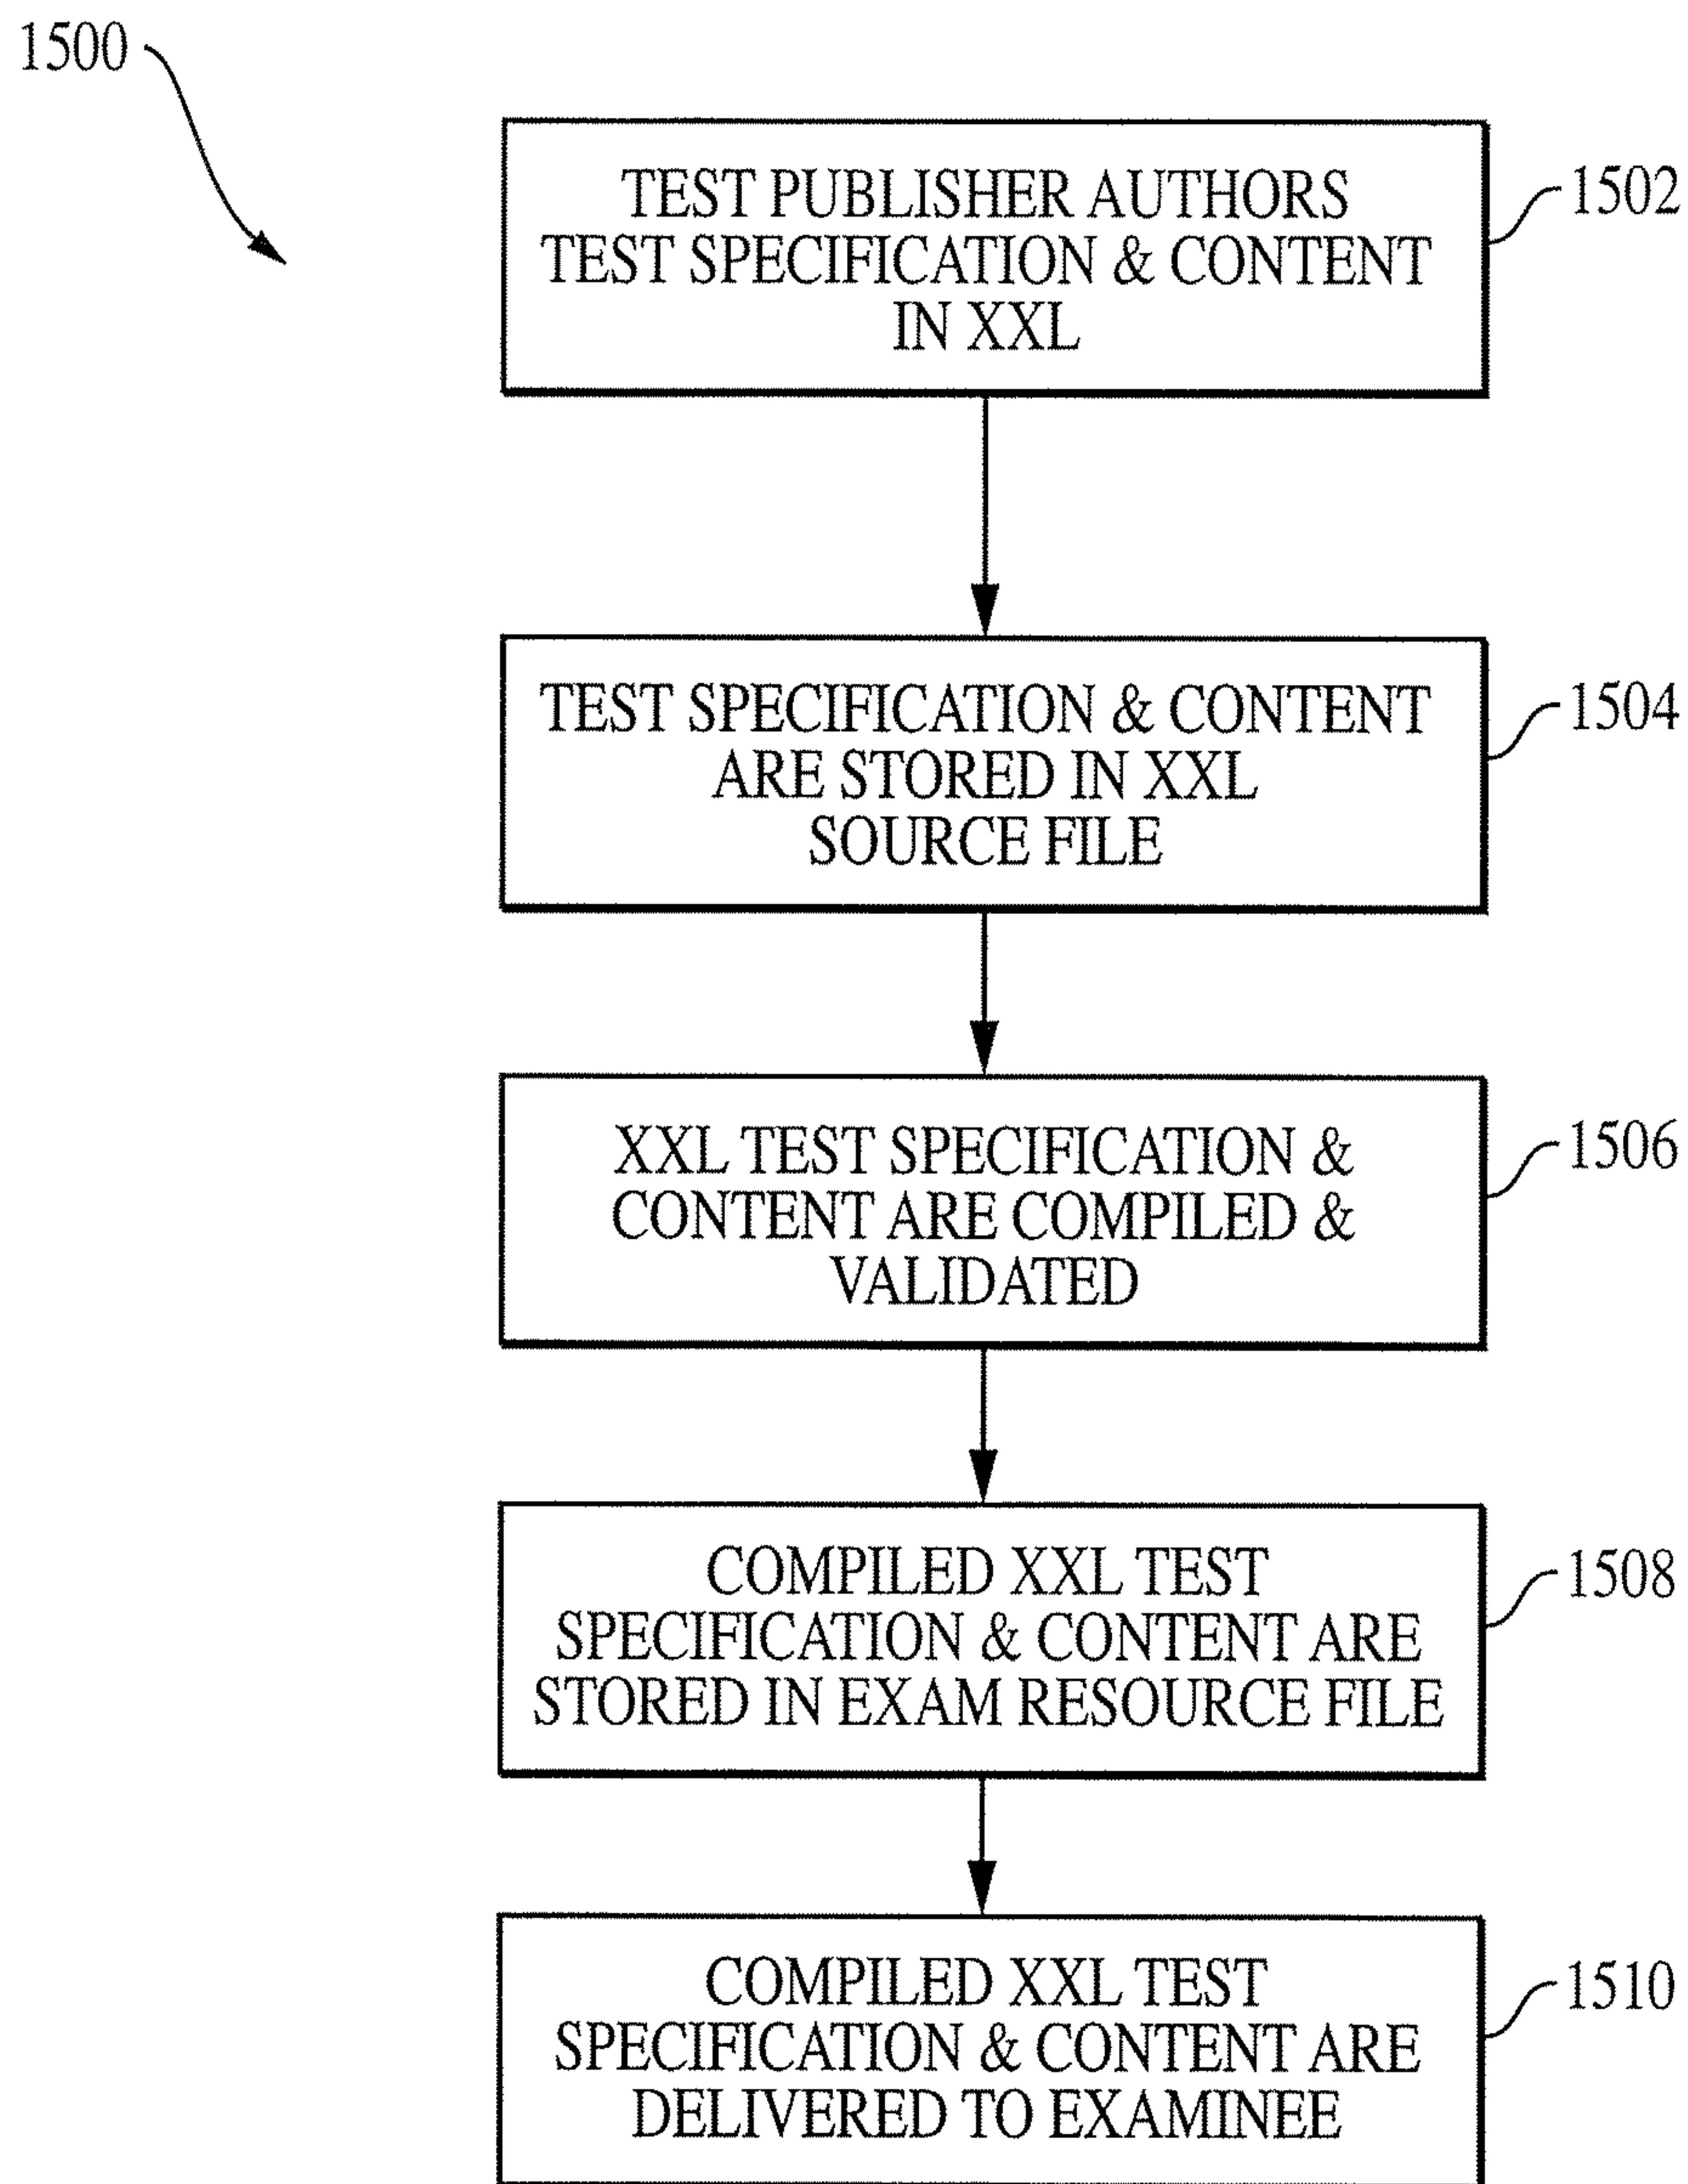 1500
TEST PUBLISHER AUTHORS
TEST SPECIFICATION & CONTENT
IN XXL
1502
TEST SPECIFICATION & CONTENT
ARE STORED IN XXL
SOURCE FILE
1504
XXL TEST SPECIFICATION &
CONTENT ARE COMPILED &
VALIDATED
1506
COMPILED XXL TEST
SPECIFICATION & CONTENT ARE
STORED IN EXAM RESOURCE FILE
1508
COMPILED XXL TEST
SPECIFICATION & CONTENT ARE
DELIVERED TO EXAMINEE
1510